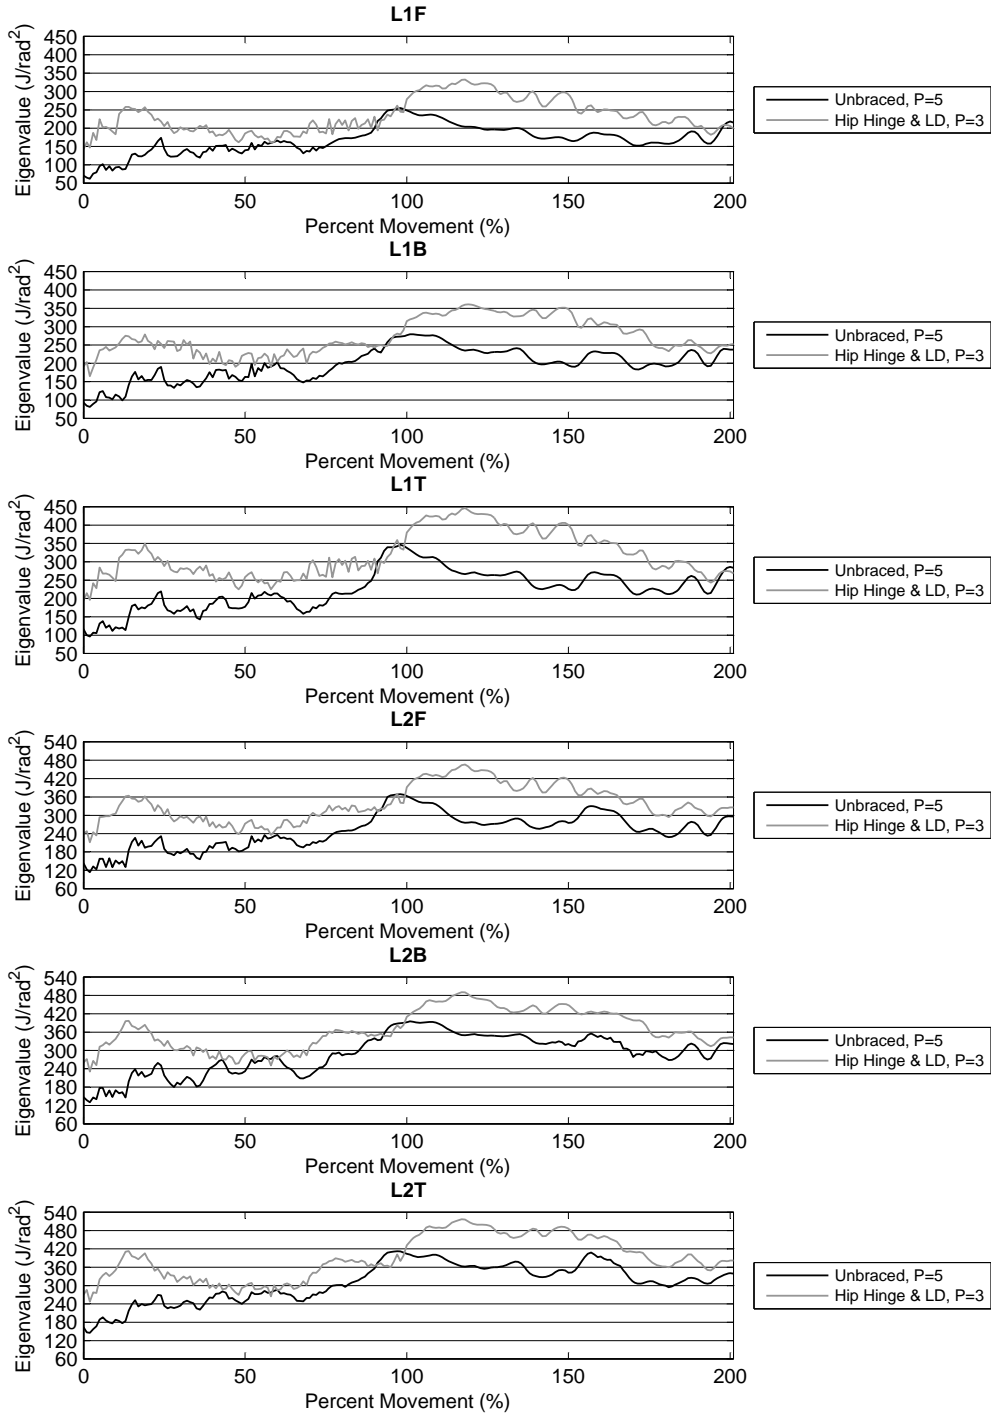 L1F
Eigenvalue (J/rad²)
450
400
350
300
250
200
150
100
50
0 50 100 150 200
Percent Movement (%)
Unbraced, P=5
Hip Hinge & LD, P=3
L1B
Eigenvalue (J/rad²)
450
400
350
300
250
200
150
100
50
0 50 100 150 200
Percent Movement (%)
Unbraced, P=5
Hip Hinge & LD, P=3
L1T
Eigenvalue (J/rad²)
450
400
350
300
250
200
150
100
50
0 50 100 150 200
Percent Movement (%)
Unbraced, P=5
Hip Hinge & LD, P=3
L2F
Eigenvalue (J/rad²)
540
480
420
360
300
240
180
120
60
0 50 100 150 200
Percent Movement (%)
Unbraced, P=5
Hip Hinge & LD, P=3
L2B
Eigenvalue (J/rad²)
540
480
420
360
300
240
180
120
60
0 50 100 150 200
Percent Movement (%)
Unbraced, P=5
Hip Hinge & LD, P=3
L2T
Eigenvalue (J/rad²)
540
480
420
360
300
240
180
120
60
0 50 100 150 200
Percent Movement (%)
Unbraced, P=5
Hip Hinge & LD, P=3